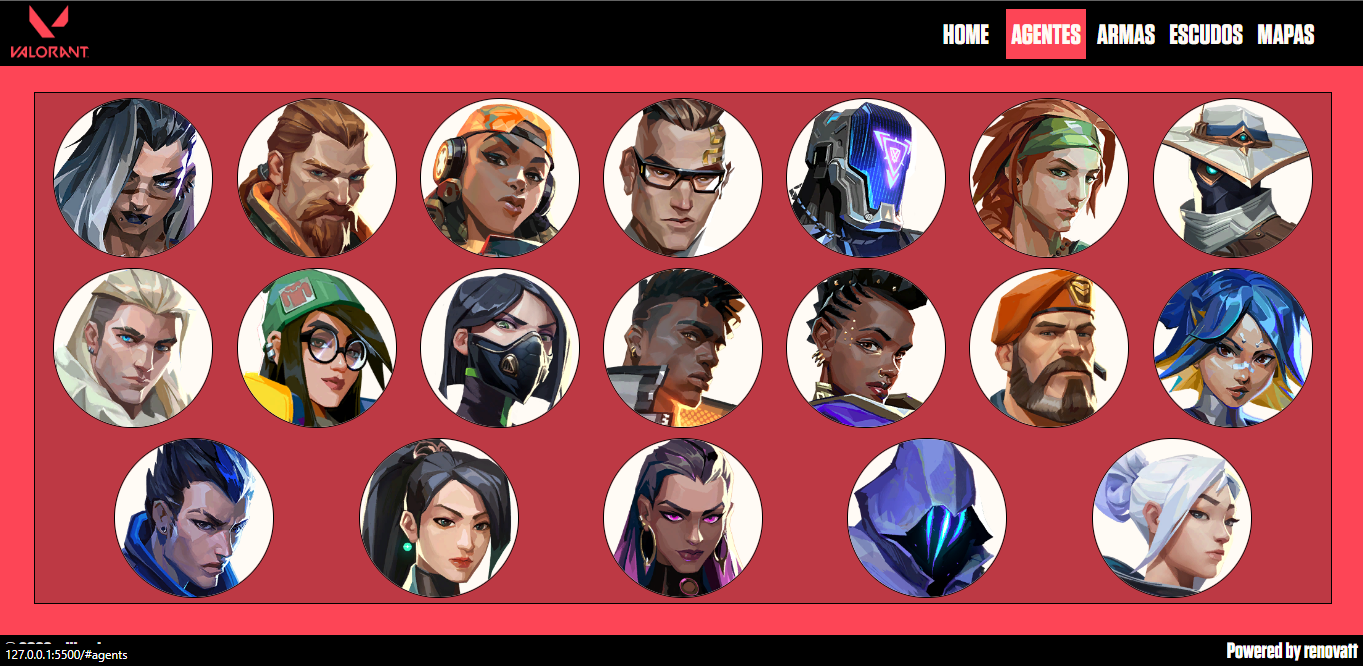 VALORANT
HOME AGENTES ARMAS ESCUDOS MAPAS
127.0.0.1:5500/#agents
Powered by renovatt